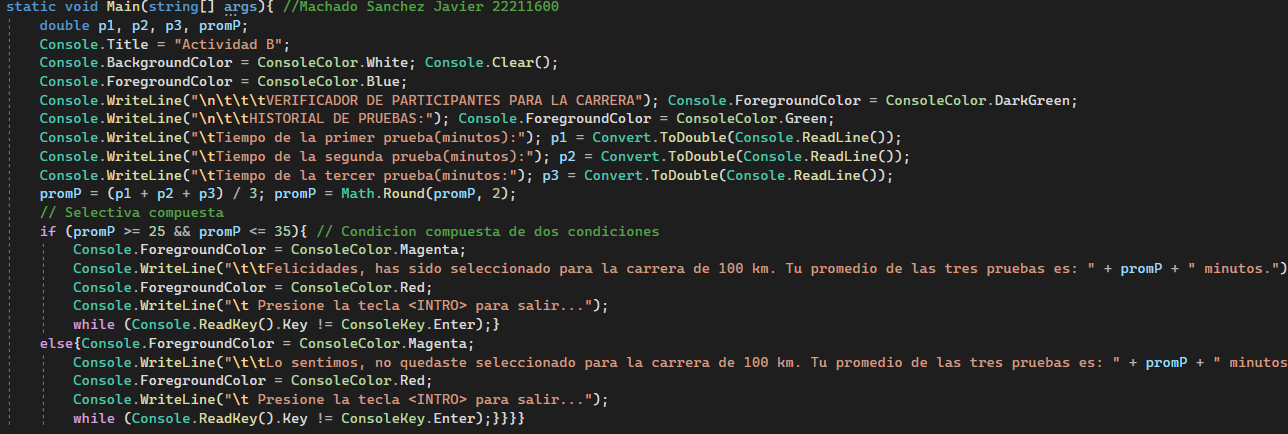 static void Main(string[] args){ //Machado Sanchez Javier 22211600
double p1, p2, p3, promP;
Console.Title = "Actividad B";
Console.BackgroundColor = ConsoleColor.White; Console.Clear();
Console.ForegroundColor = ConsoleColor.Blue;
Console.WriteLine("\n\t\t\tVERIFICADOR DE PARTICIPANTES PARA LA CARRERA"); Console.ForegroundColor = ConsoleColor.DarkGreen;
Console.WriteLine("\n\t\tHISTORIAL DE PRUEBAS:"); Console.ForegroundColor = ConsoleColor.Green;
Console.WriteLine("\tTiempo de la primer prueba(minutos):"); p1 = Convert.ToDouble(Console.ReadLine());
Console.WriteLine("\tTiempo de la segunda prueba(minutos):"); p2 = Convert.ToDouble(Console.ReadLine());
Console.WriteLine("\tTiempo de la tercer prueba(minutos:"); p3 = Convert.ToDouble(Console.ReadLine());
promP = (p1 + p2 + p3) / 3; promP = Math.Round(promP, 2);
// Selectiva compuesta
if (promP >= 25 && promP <= 35){ // Condicion compuesta de dos condiciones
Console.ForegroundColor = ConsoleColor.Magenta;
Console.WriteLine("\t\tFelicidades, has sido seleccionado para la carrera de 100 km. Tu promedio de las tres pruebas es: " + promP + " minutos.")
Console.ForegroundColor = ConsoleColor.Red;
Console.WriteLine("\t Presione la tecla <INTRO> para salir...");
while (Console.ReadKey().Key != ConsoleKey.Enter);}
else{Console.ForegroundColor = ConsoleColor.Magenta;
Console.WriteLine("\t\tLo sentimos, no quedaste seleccionado para la carrera de 100 km. Tu promedio de las tres pruebas es: " + promP + " minutos
Console.ForegroundColor = ConsoleColor.Red;
Console.WriteLine("\t Presione la tecla <INTRO> para salir...");
while (Console.ReadKey().Key != ConsoleKey.Enter);}}}}